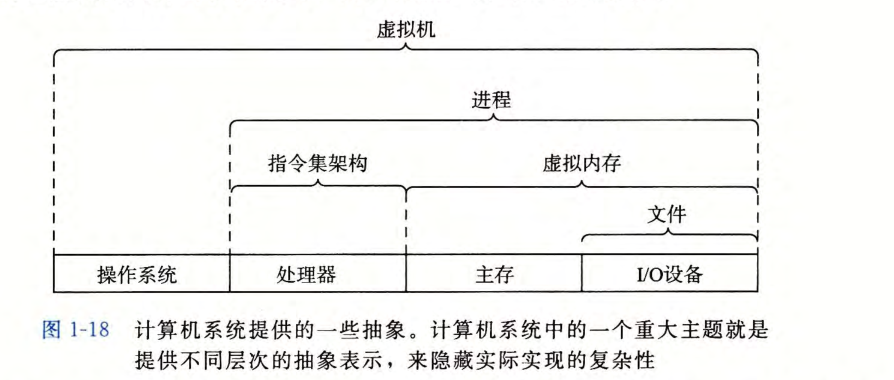 虚拟机
进程
指令集架构 虚拟内存
文件
操作系统 处理器 主存 I/O设备
图 1-18 计算机系统提供的一些抽象。计算机系统中的一个重大主题就是
提供不同层次的抽象表示，来隐藏实际实现的复杂性